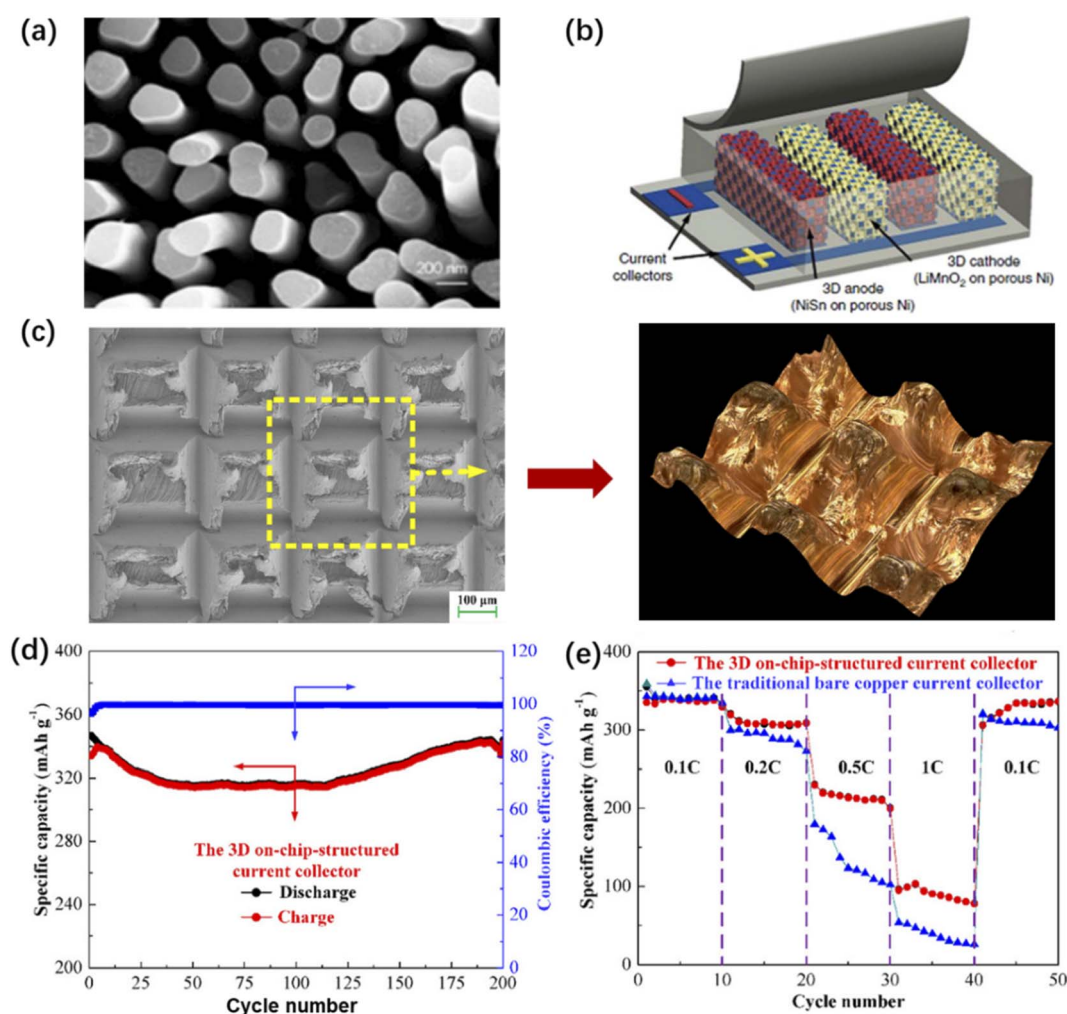 (a)
200 nm
(b)
Current
collectors
3D anode
(NiSn on porous Ni)
3D cathode
(LiMnO2 on porous Ni)
(c)
100 μm
(d)
400
360
320
280
240
200
120
100
80
60
40
20
0
0
25
50
75
100
125
150
175
200
Specific capacity (mAh g-1)
Coulombic efficiency (%)
The 3D on-chip-structured
current collector
Discharge
Charge
Cycle number
(e)
The 3D on-chip-structured current collector
The traditional bare copper current collector
400
300
200
100
0
0.1C
0.2C
0.5C
1C
0.1C
0
10
20
30
40
50
Specific capacity (mAh g-1)
Cycle number